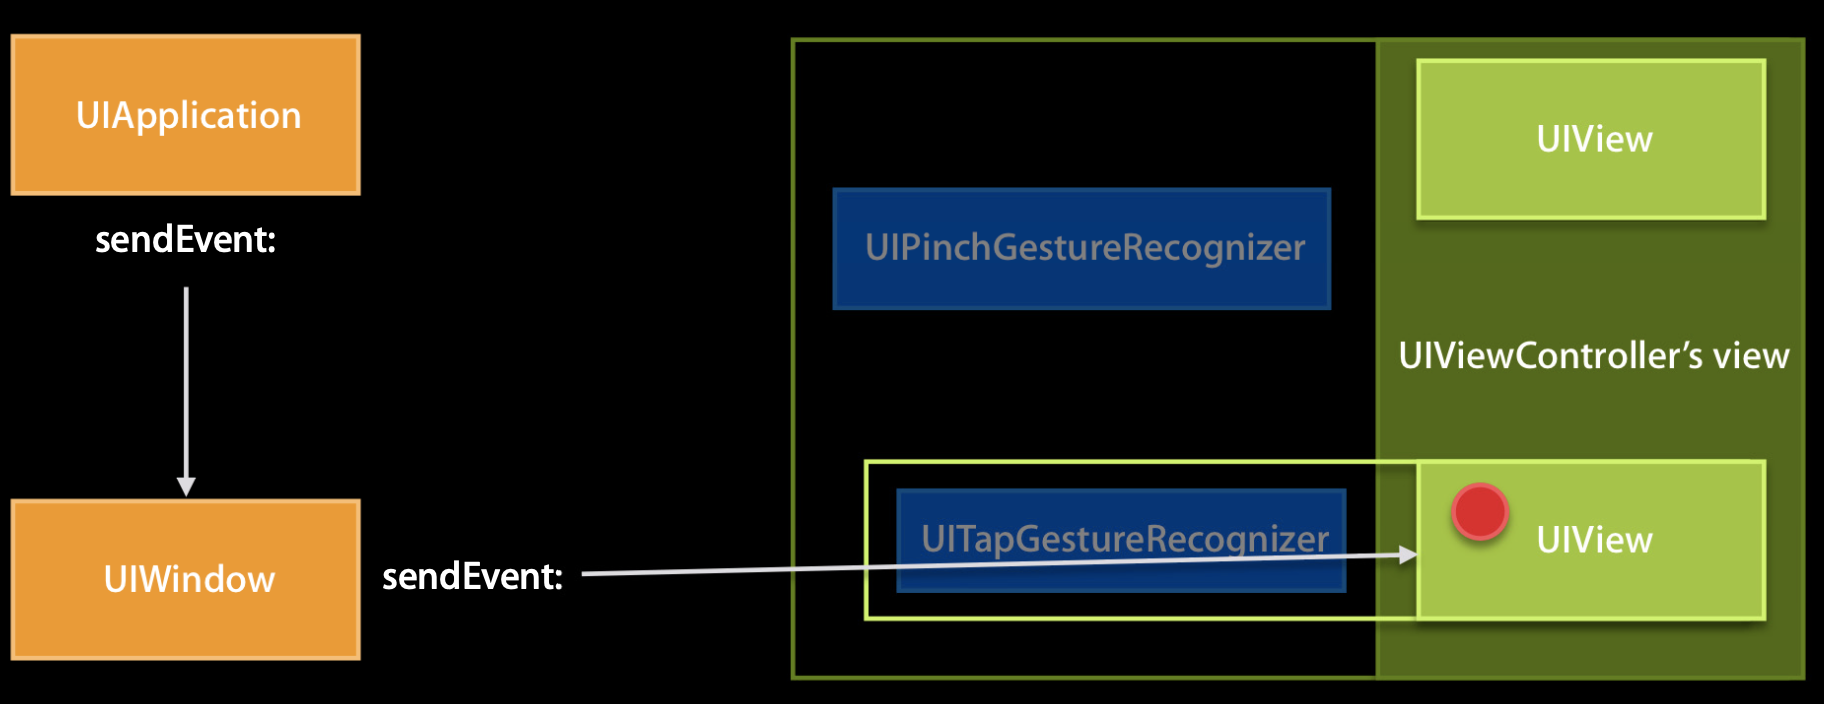 UIApplication
sendEvent:
UIWindow
sendEvent:
UIPinchGestureRecognizer
UITapGestureRecognizer
UIView
UIViewController’s view
UIView